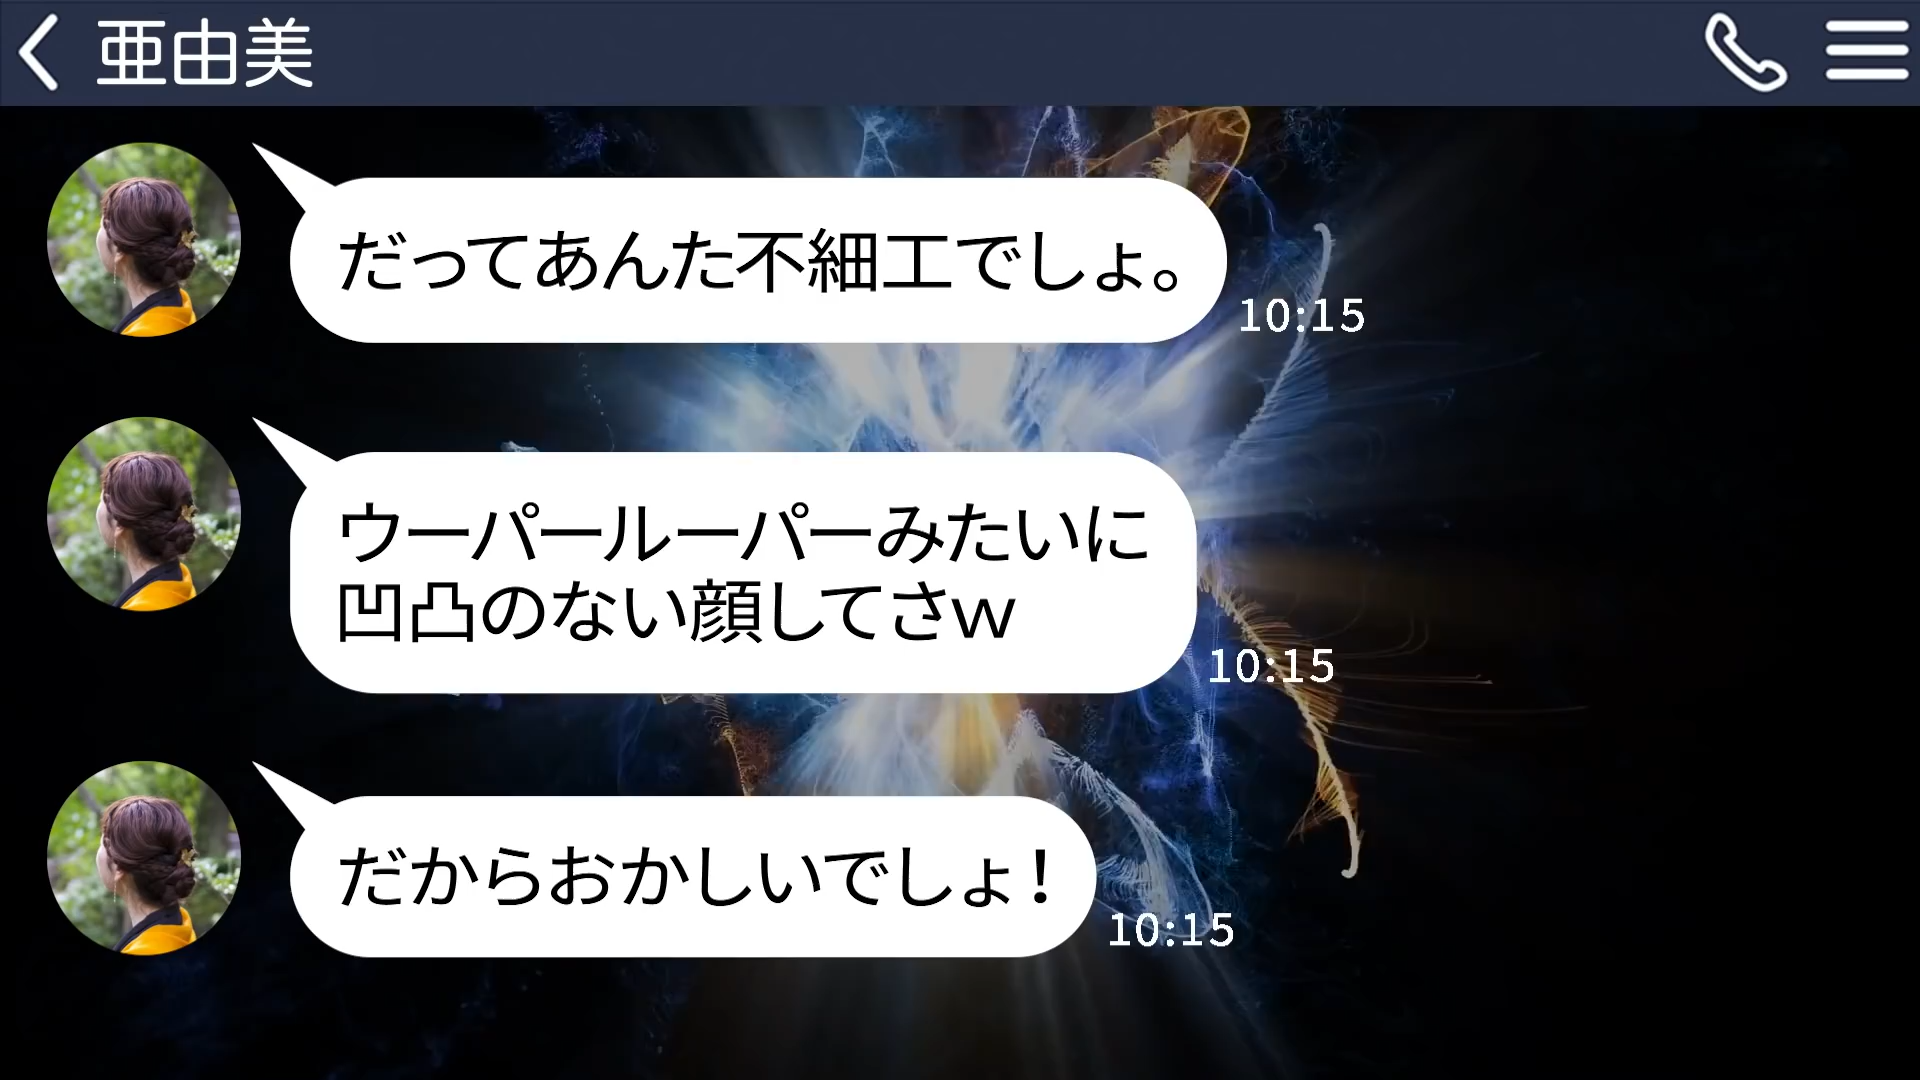 亜由美
だってあんた不細工でしょ。
10:15
ウーパールーパーみたいに
凹凸のない顔してさw
10:15
だからおかしいでしょ！
10:15